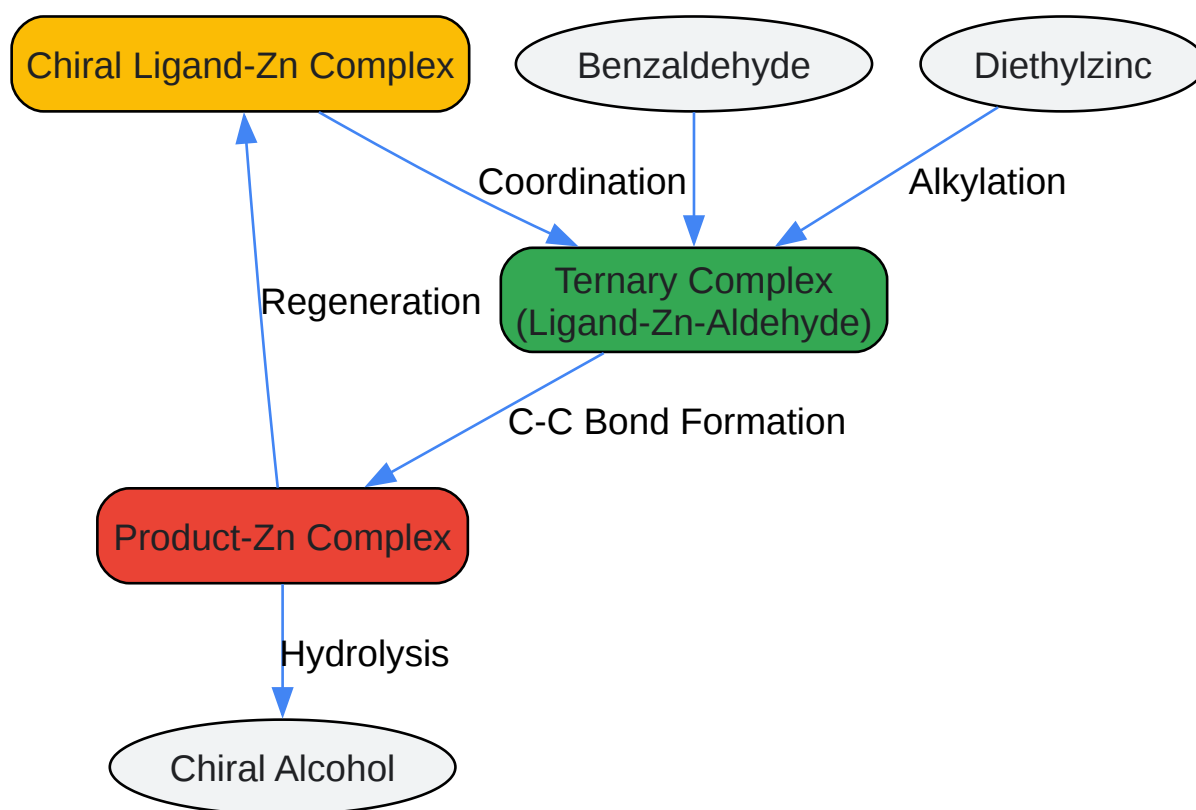 Chiral Ligand-Zn Complex
Benzaldehyde
Diethylzinc
Coordination
Alkylation
Ternary Complex
(Ligand-Zn-Aldehyde)
Regeneration
C-C Bond Formation
Product-Zn Complex
Hydrolysis
Chiral Alcohol